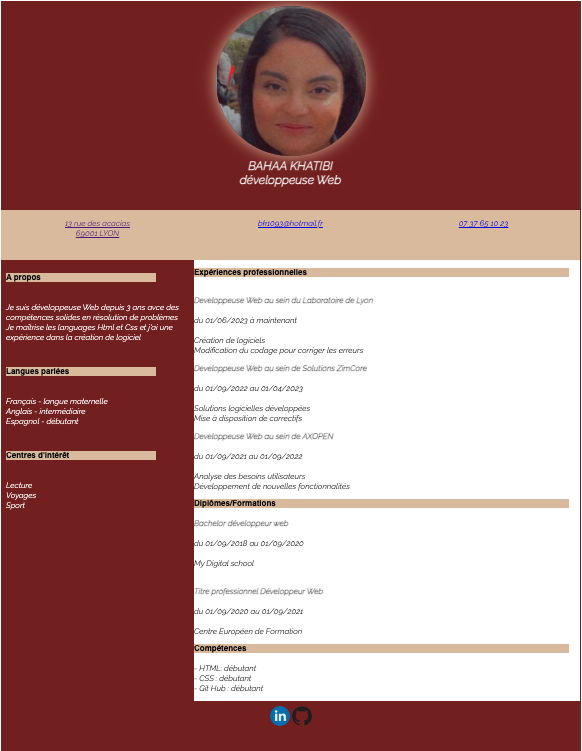 BAHAA KHATIBI
développeuse Web
13 rue des acacias
69001 LYON
bk1093@hotmail.fr
07 37 65 10 23
A propos
Je suis développeuse Web depuis 3 ans avce des
compétences solides en résolution de problèmes
Je maîtrise les languages Html et Css et j'ai une
expérience dans la création de logiciel
Langues parlées
Français - langue maternelle
Anglais - intermédiaire
Espagnol - débutant
Centres d'intérêt
Lecture
Voyages
Sport
Expériences professionnelles
Developpeuse Web au sein du Laboratoire de Lyon
du 01/06/2023 à maintenant
Création de logiciels
Modification du codage pour corriger les erreurs
Developpeuse Web au sein de Solutions ZimCore
du 01/09/2022 au 01/04/2023
Solutions logicielles développées
Mise à disposition de correctifs
Developpeuse Web au sein de AXOPEN
du 01/09/2021 au 01/09/2022
Analyse des besoins utilisateurs
Développement de nouvelles fonctionnalités
Diplômes/Formations
Bachelor développeur web
du 01/09/2018 au 01/09/2020
My Digital school
Titre professionnel Développeur Web
du 01/09/2020 au 01/09/2021
Centre Européen de Formation
Compétences
- HTML: débutant
- CSS : débutant
- Git Hub : débutant
in